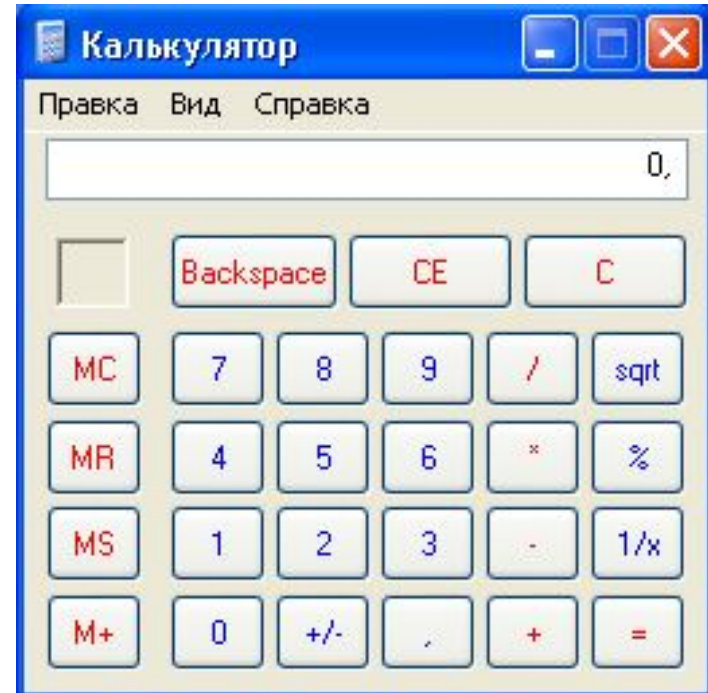 Калькулятор
Правка Вид Справка
0,
Backspace CE C
MC 7 8 9 / sqrt
MR 4 5 6 * %
MS 1 2 3 - 1/x
M+ 0 +/- , + =